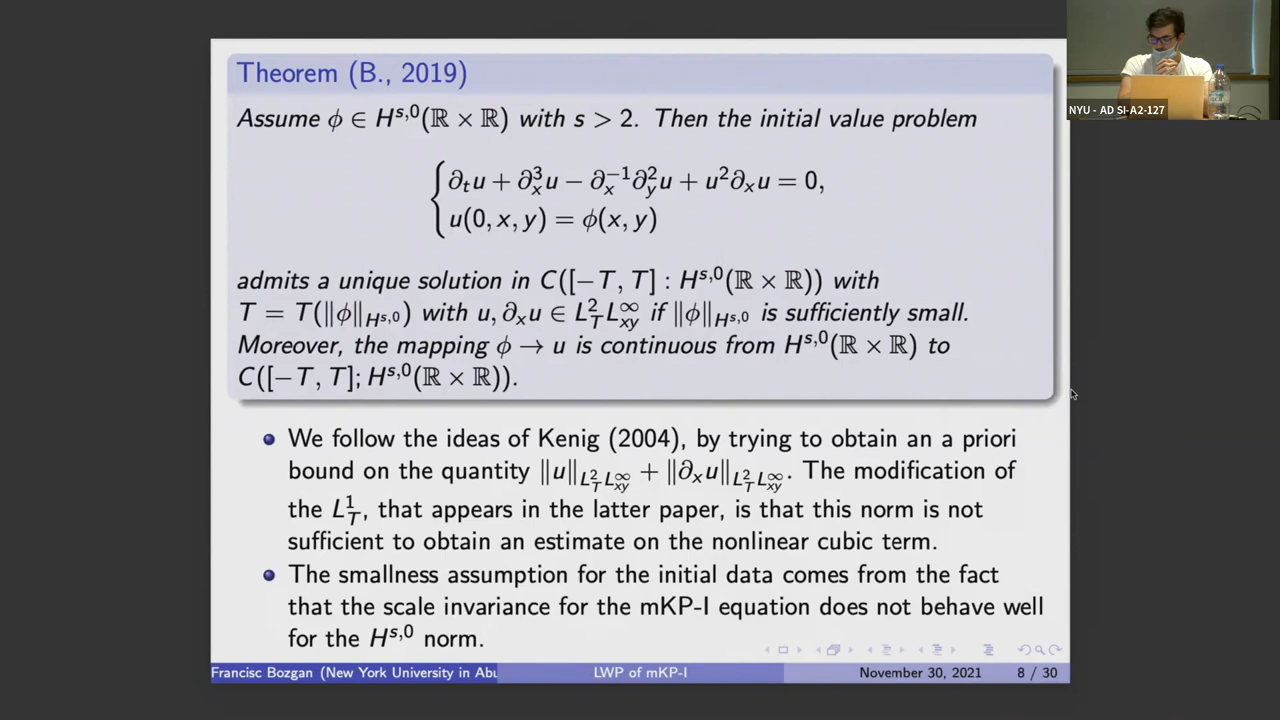 NYU - AD SI-A2-127
Theorem (B., 2019)
Assume ϕ ∈ H^{s,0}(ℝ × ℝ) with s > 2. Then the initial value problem
∂_t u + ∂_x^3 u − ∂_x^{−1}∂_y^2 u + u^2∂_x u = 0,
u(0, x, y) = ϕ(x, y)
admits a unique solution in C([−T, T] : H^{s,0}(ℝ × ℝ)) with
T = T(‖ϕ‖_{H^{s,0}}) with u, ∂_x u ∈ L^2_T L^∞_{xy} if ‖ϕ‖_{H^{s,0}} is sufficiently small.
Moreover, the mapping ϕ → u is continuous from H^{s,0}(ℝ × ℝ) to
C([−T, T]; H^{s,0}(ℝ × ℝ)).
We follow the ideas of Kenig (2004), by trying to obtain an a priori
bound on the quantity ‖u‖_{L^2_T L^∞_{xy}} + ‖∂_x u‖_{L^2_T L^∞_{xy}}. The modification of
the L^1_T, that appears in the latter paper, is that this norm is not
sufficient to obtain an estimate on the nonlinear cubic term.
The smallness assumption for the initial data comes from the fact
that the scale invariance for the mKP-I equation does not behave well
for the H^{s,0} norm.
Francisc Bozgan (New York University in Abu
LWP of mKP-I
November 30, 2021
8 / 30